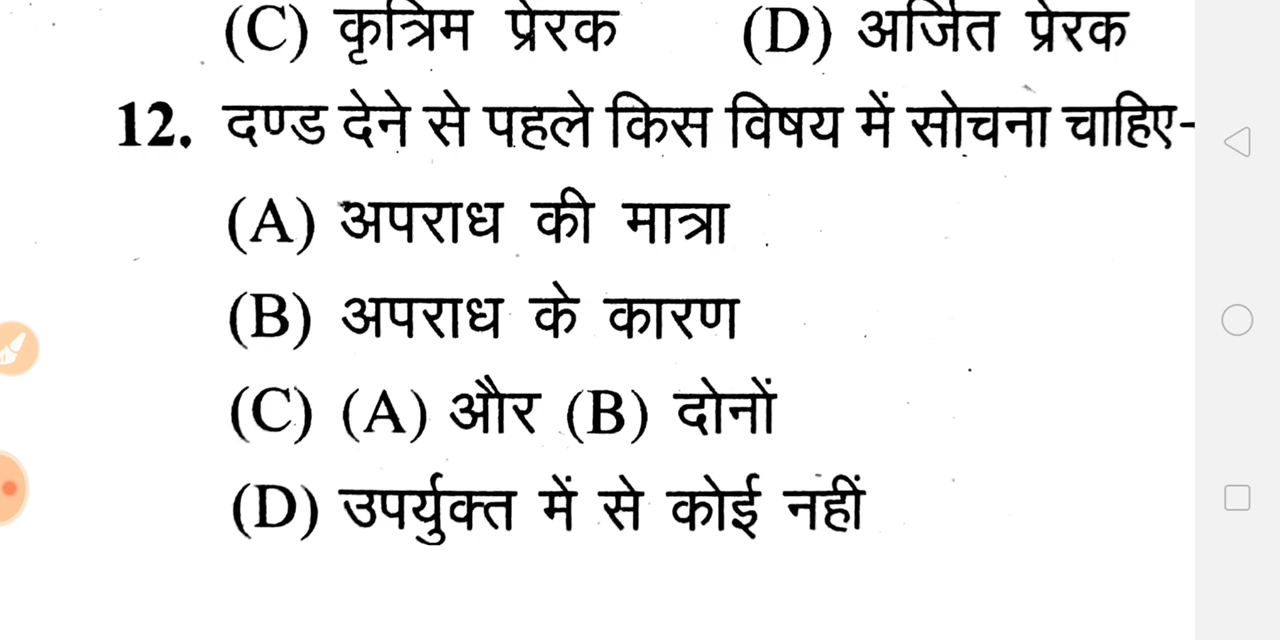 (C) कृत्रिम प्रेरक (D) अर्जित प्रेरक
12. दण्ड देने से पहले किस विषय में सोचना चाहिए-
(A) अपराध की मात्रा
(B) अपराध के कारण
(C) (A) और (B) दोनों
(D) उपर्युक्त में से कोई नहीं